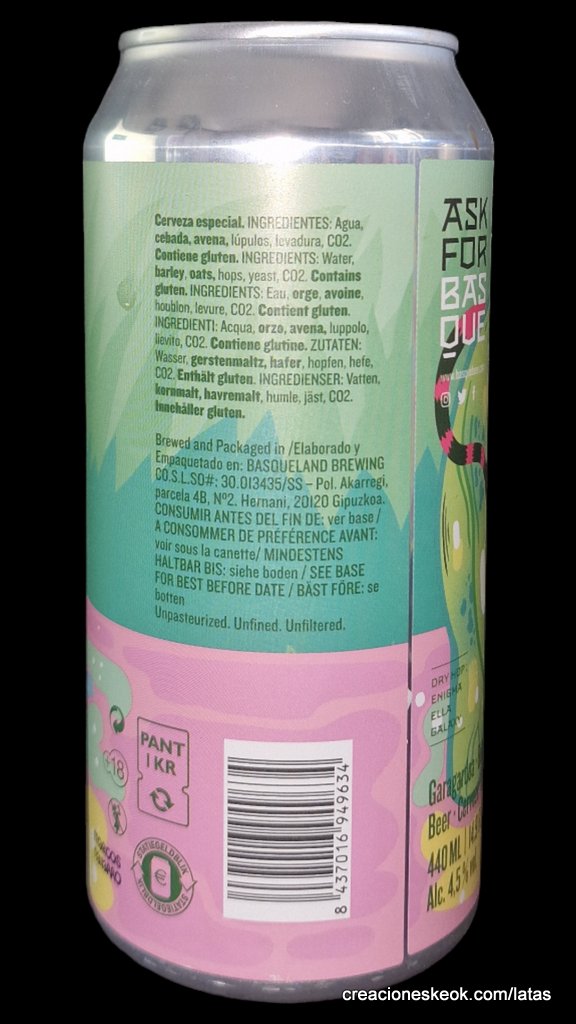 Cerveza especial. INGREDIENTES: Agua,
cebada, avena, lúpulos, levadura, CO2.
Contiene gluten. INGREDIENTS: Water,
barley, oats, hops, yeast, CO2. Contains
gluten. INGREDIENTS: Eau, orge, avoine,
houblon, levure, CO2. Contient gluten.
INGREDIENTI: Acqua, orzo, avena, luppolo,
lievito, CO2. Contiene glutine. ZUTATEN:
Wasser, gerstenmaltz, hafer, hopfen, hefe,
CO2. Enthält gluten. INGREDIENSER: Vatten,
kornmalt, havremalt, humle, jäst, CO2.
Innehåller gluten.
Brewed and Packaged in /Elaborado y
Empaquetado en: BASQUELAND BREWING
CO.S.L.SO#: 30.013435/SS – Pol. Akarregi,
parcela 4B, Nº2. Hernani, 20120 Gipuzkoa.
CONSUMIR ANTES DEL FIN DE: ver base /
A CONSOMMER DE PRÉFÉRENCE AVANT:
voir sous la canette/ MINDESTENS
HALTBAR BIS: siehe boden / SEE BASE
FOR BEST BEFORE DATE / BÄST FÖRE: se
botten
Unpasteurized. Unfined. Unfiltered.
+18
PANT
1 KR
STATIEGELDBLIK
€
STATIEGELDBLIK
8 437016 949634
ASK
FOR
BAS
QUE
DRY HOP:
ENIGMA
ELLA
GALAXY
Beer
440 ML
Alc. 4,5 % vol.
creacioneskeok.com/latas